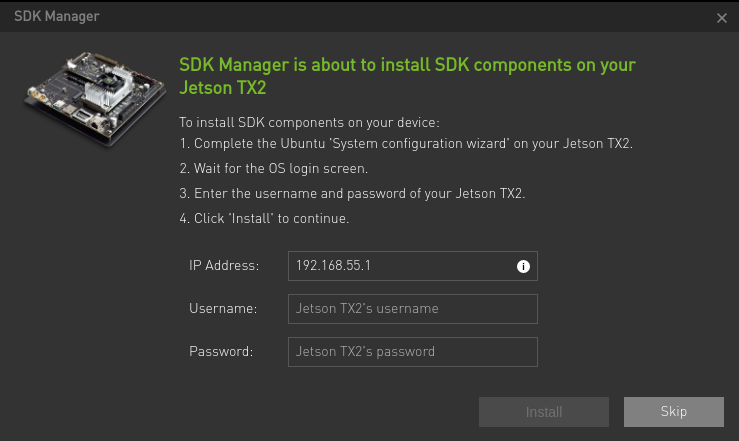 SDK Manager
SDK Manager is about to install SDK components on your
Jetson TX2
To install SDK components on your device:
1. Complete the Ubuntu 'System configuration wizard' on your Jetson TX2.
2. Wait for the OS login screen.
3. Enter the username and password of your Jetson TX2.
4. Click 'Install' to continue.
IP Address: 192.168.55.1
Username: Jetson TX2's username
Password: Jetson TX2's password
Install Skip